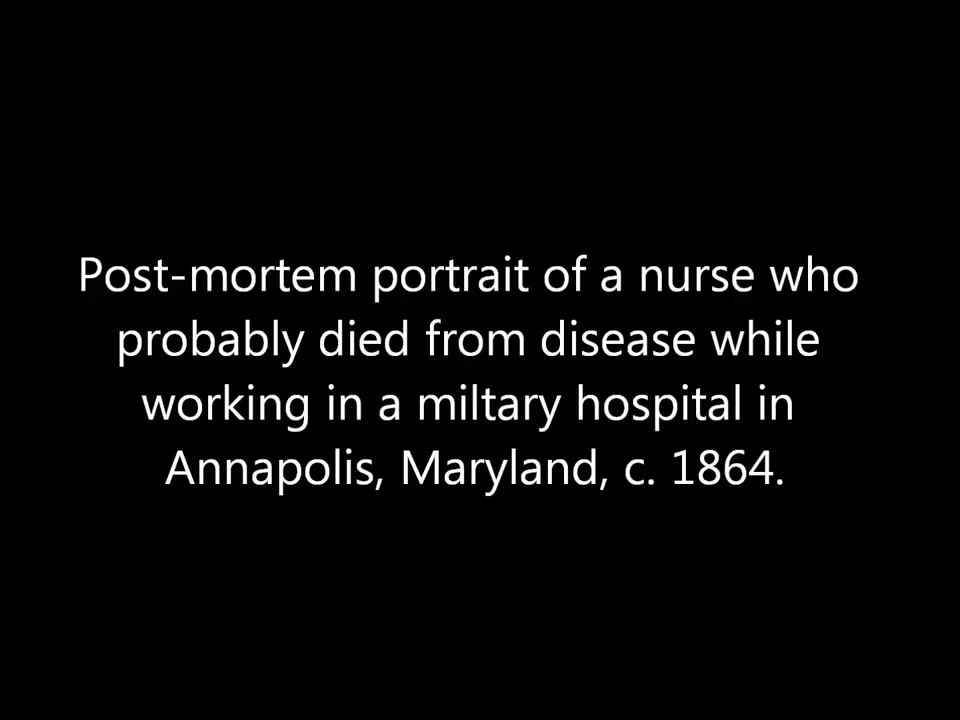 Post-mortem portrait of a nurse who
probably died from disease while
working in a miltary hospital in
Annapolis, Maryland, c. 1864.